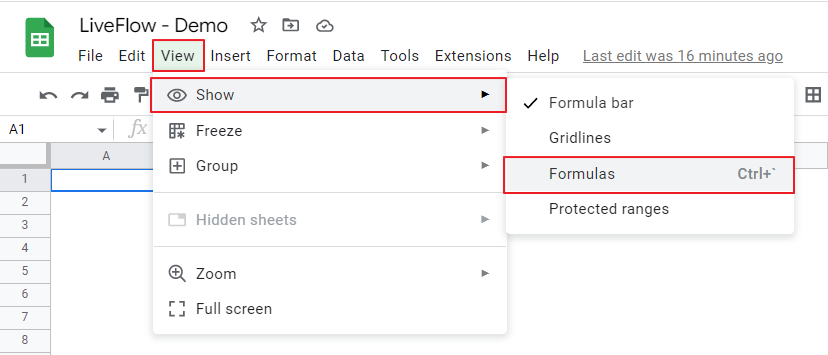 LiveFlow - Demo
File Edit View Insert Format Data Tools Extensions Help Last edit was 16 minutes ago
Show
Freeze
Group
Hidden sheets
Zoom
Full screen
Formula bar
Gridlines
Formulas Ctrl+`
Protected ranges
A1 fx
A
1
2
3
4
5
6
7
8